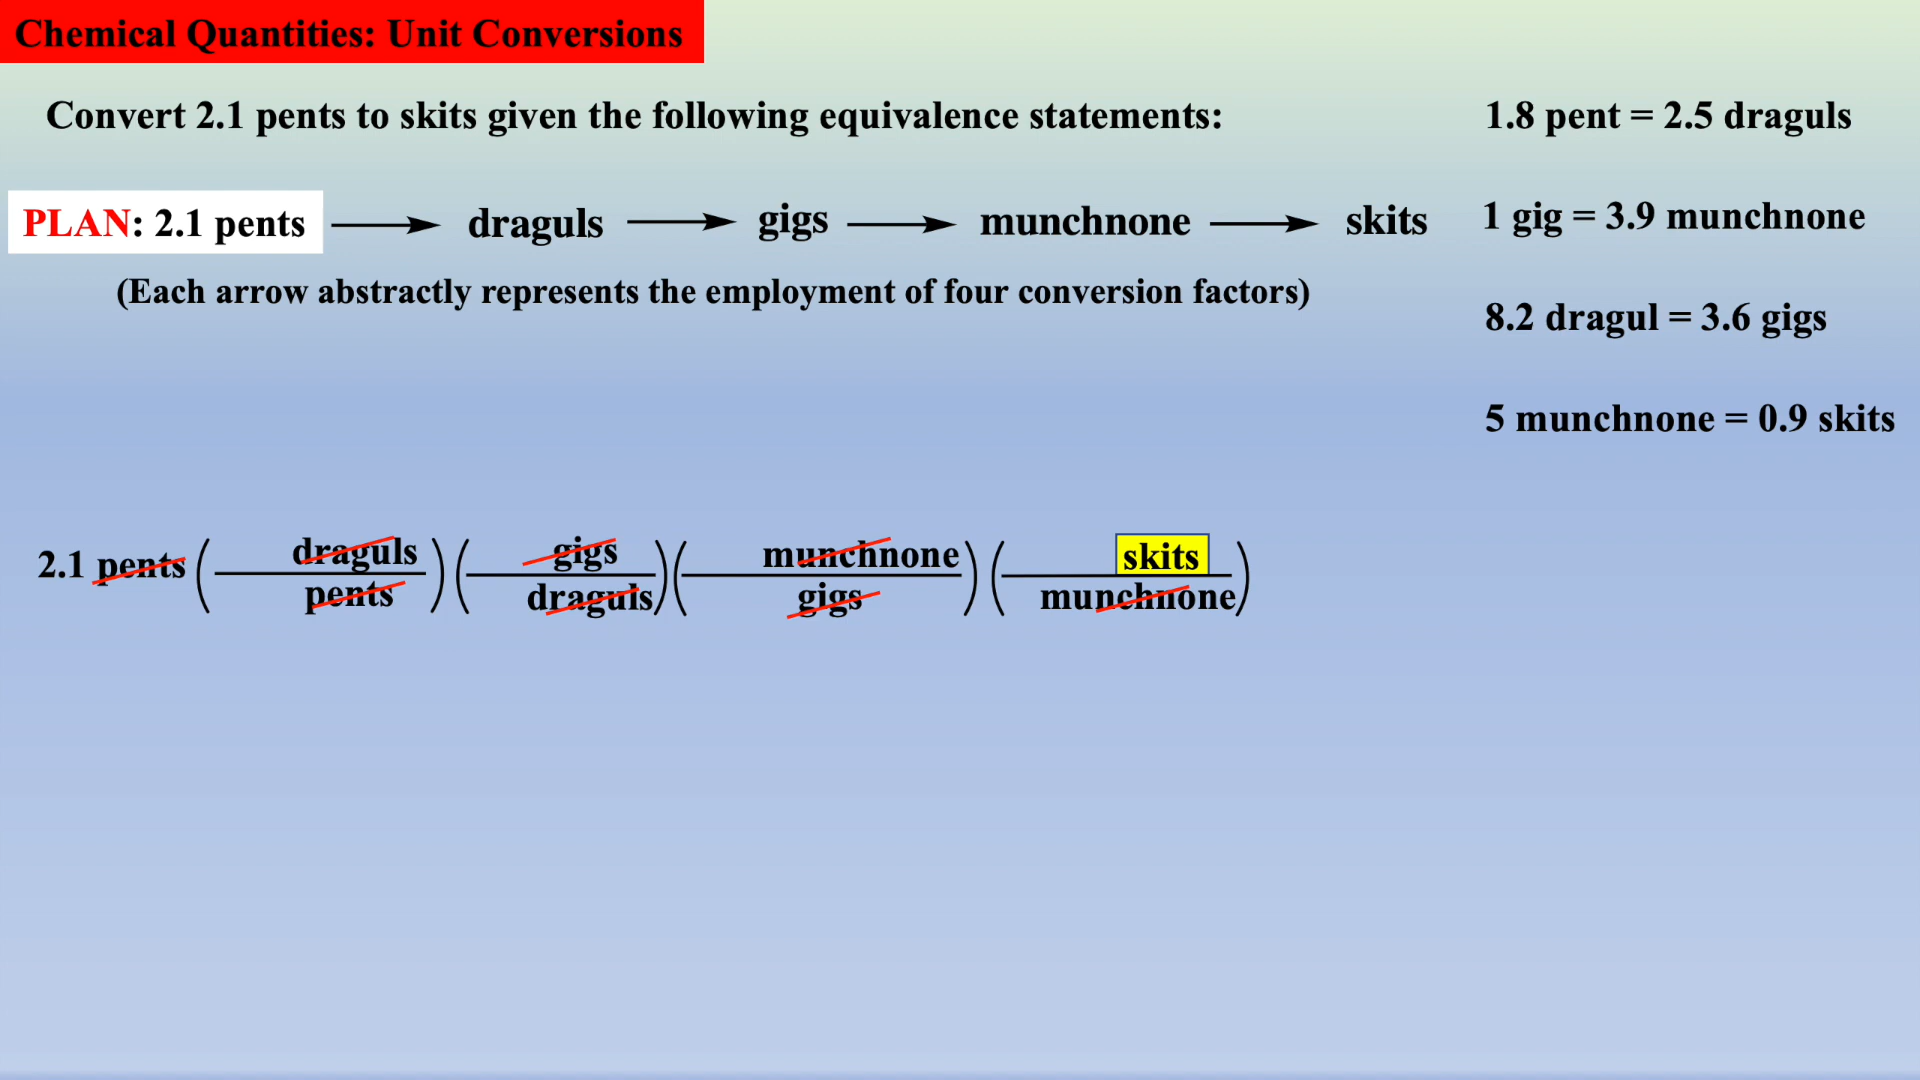 Chemical Quantities: Unit Conversions
Convert 2.1 pents to skits given the following equivalence statements:
1.8 pent = 2.5 draguls
PLAN: 2.1 pents ⟶ draguls ⟶ gigs ⟶ munchnone ⟶ skits
1 gig = 3.9 munchnone
(Each arrow abstractly represents the employment of four conversion factors)
8.2 dragul = 3.6 gigs
5 munchnone = 0.9 skits
2.1 pents ( draguls / pents ) ( gigs / draguls ) ( munchnone / gigs ) ( skits / munchnone )